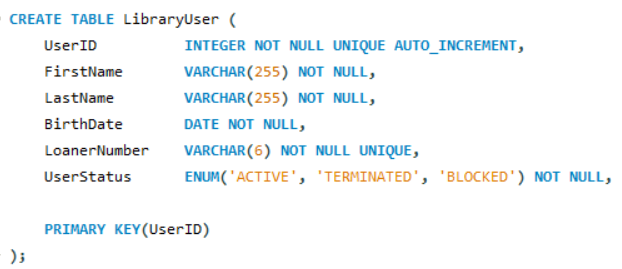 CREATE TABLE LibraryUser (
UserID INTEGER NOT NULL UNIQUE AUTO_INCREMENT,
FirstName VARCHAR(255) NOT NULL,
LastName VARCHAR(255) NOT NULL,
BirthDate DATE NOT NULL,
LoanerNumber VARCHAR(6) NOT NULL UNIQUE,
UserStatus ENUM('ACTIVE', 'TERMINATED', 'BLOCKED') NOT NULL,
PRIMARY KEY(UserID)
);